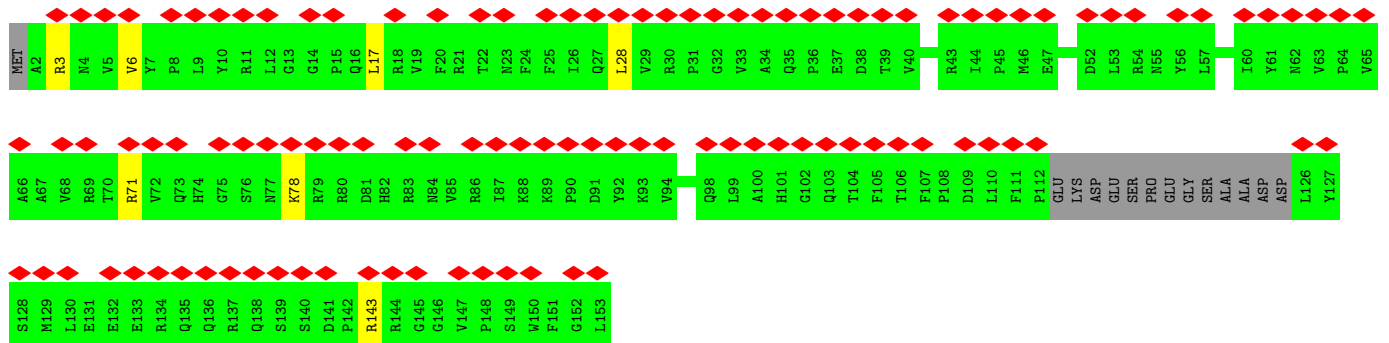 MET A2 R3 N4 V5 V6 Y7 P8 L9 Y10 R11 L12 G13 G14 P15 Q16 L17 R18 V19 F20 R21 T22 N23 F24 F25 I26 Q27 L28 V29 R30 P31 G32 V33 A34 Q35 P36 E37 D38 T39 V40 R43 I44 P45 M46 E47 D52 L53 R54 N55 Y56 L57 I60 Y61 N62 V63 P64 V65
A66 A67 V68 R69 T70 R71 V72 Q73 H74 G75 S76 N77 K78 R79 R80 D81 H82 R83 N84 V85 R86 I87 K88 K89 P90 D91 Y92 K93 V94 Q98 L99 A100 H101 G102 Q103 T104 F105 T106 F107 P108 D109 L110 F111 P112 GLU LYS ASP GLU SER PRO GLU GLY SER ALA ALA ASP ASP L126 Y127
S128 M129 L130 E131 E132 E133 R134 Q135 Q136 R137 Q138 S139 S140 D141 P142 R143 R144 G145 G146 V147 P148 S149 W150 F151 G152 L153